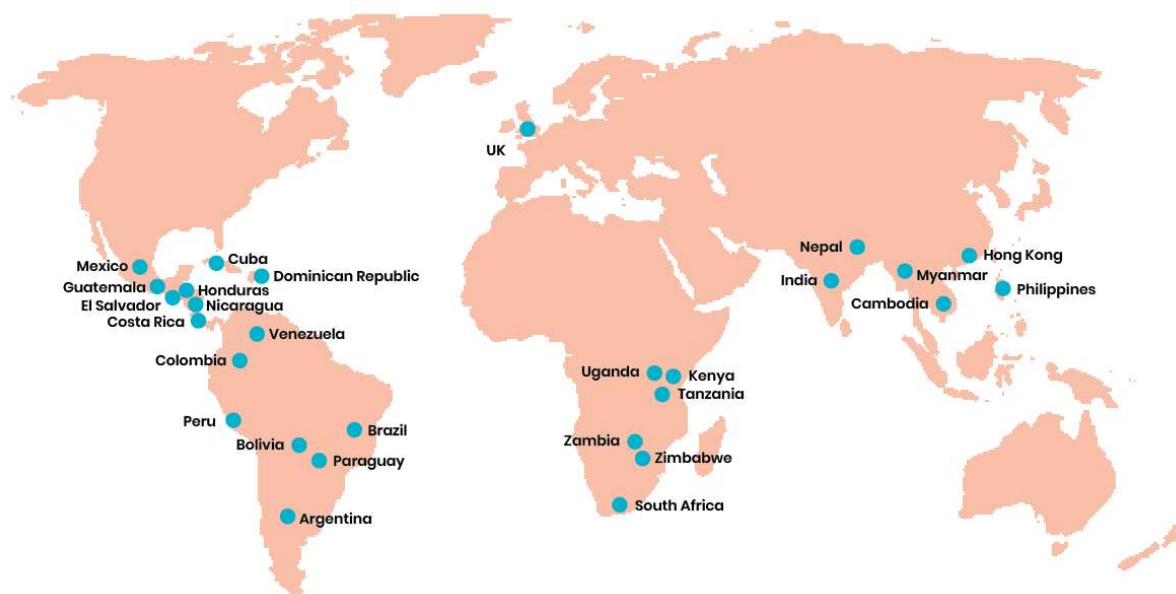 UK
Cuba
Mexico
Dominican Republic
Guatemala
Honduras
El Salvador
Nicaragua
Costa Rica
Venezuela
Colombia
Peru
Brazil
Bolivia
Paraguay
Argentina
Uganda
Kenya
Tanzania
Zambia
Zimbabwe
South Africa
Nepal
Hong Kong
Myanmar
India
Philippines
Cambodia